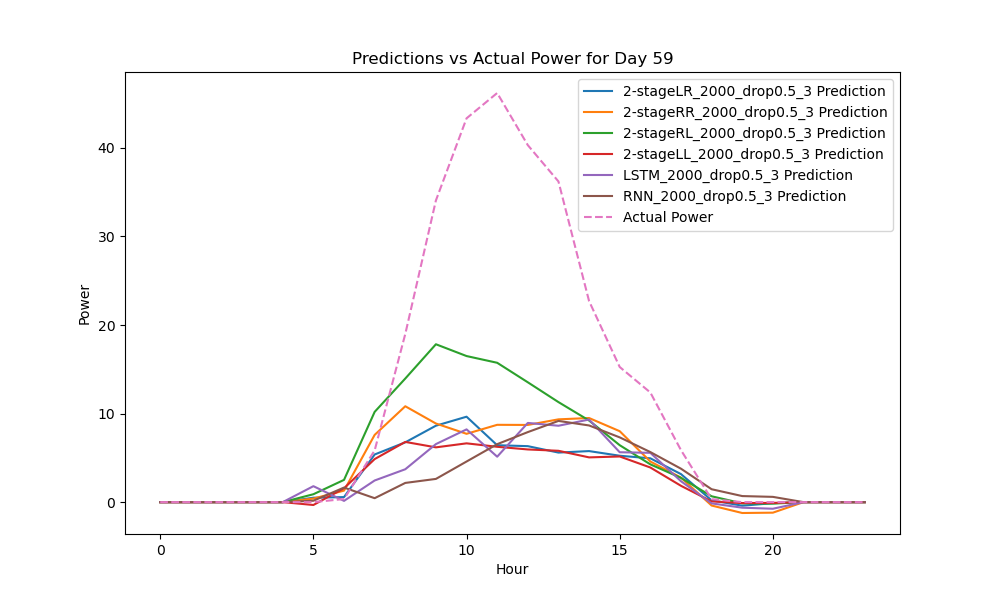 Predictions vs Actual Power for Day 59
2-stageLR_2000_drop0.5_3 Prediction
2-stageRR_2000_drop0.5_3 Prediction
2-stageRL_2000_drop0.5_3 Prediction
2-stageLL_2000_drop0.5_3 Prediction
LSTM_2000_drop0.5_3 Prediction
RNN_2000_drop0.5_3 Prediction
Actual Power
Power
40
30
20
10
0
0 5 10 15 20
Hour